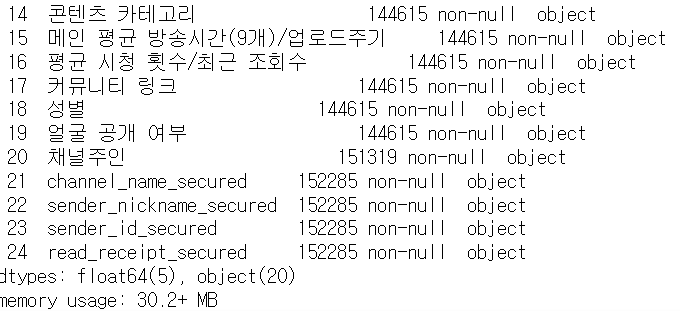 14 콘텐츠 카테고리 144615 non-null object
15 메인 평균 방송시간(9개)/업로드주기 144615 non-null object
16 평균 시청 횟수/최근 조회수 144615 non-null object
17 커뮤니티 링크 144615 non-null object
18 성별 144615 non-null object
19 얼굴 공개 여부 144615 non-null object
20 채널주인 151319 non-null object
21 channel_name_secured 152285 non-null object
22 sender_nickname_secured 152285 non-null object
23 sender_id_secured 152285 non-null object
24 read_receipt_secured 152285 non-null object
dtypes: float64(5), object(20)
memory usage: 30.2+ MB